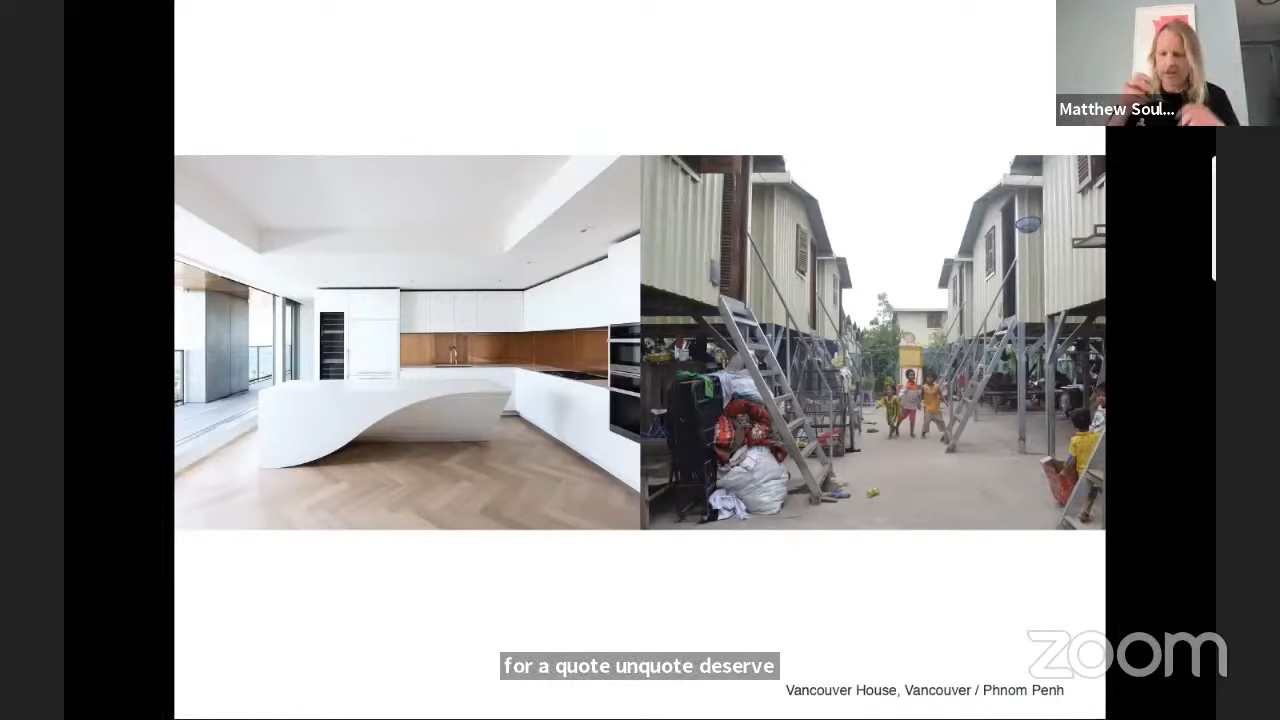 Matthew Soul...
for a quote unquote deserve
zoom
Vancouver House, Vancouver / Phnom Penh